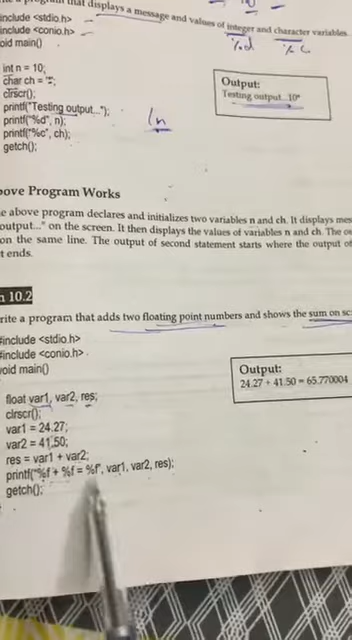 that displays a message and values of integer and character variables.
include <stdio.h>
include <conio.h>
oid main()
%d %c
int n = 10;
char ch = '*';
clrscr();
printf("Testing output...");
printf("%d", n);
printf("%c", ch);
getch();
ln
Output:
Testing output...10*
bove Program Works
e above program declares and initializes two variables n and ch. It displays mes
output..." on the screen. It then displays the values of variables n and ch. The
on the same line. The output of second statement starts where the output of
t ends.
10.2
rite a program that adds two floating point numbers and shows the sum on sc
#include <stdio.h>
#include <conio.h>
void main()
float var1, var2, res;
clrscr();
var1 = 24.27;
var2 = 41.50;
res = var1 + var2;
printf("%f + %f = %f", var1, var2, res);
getch();
Output:
24.27 + 41.50 = 65.770004